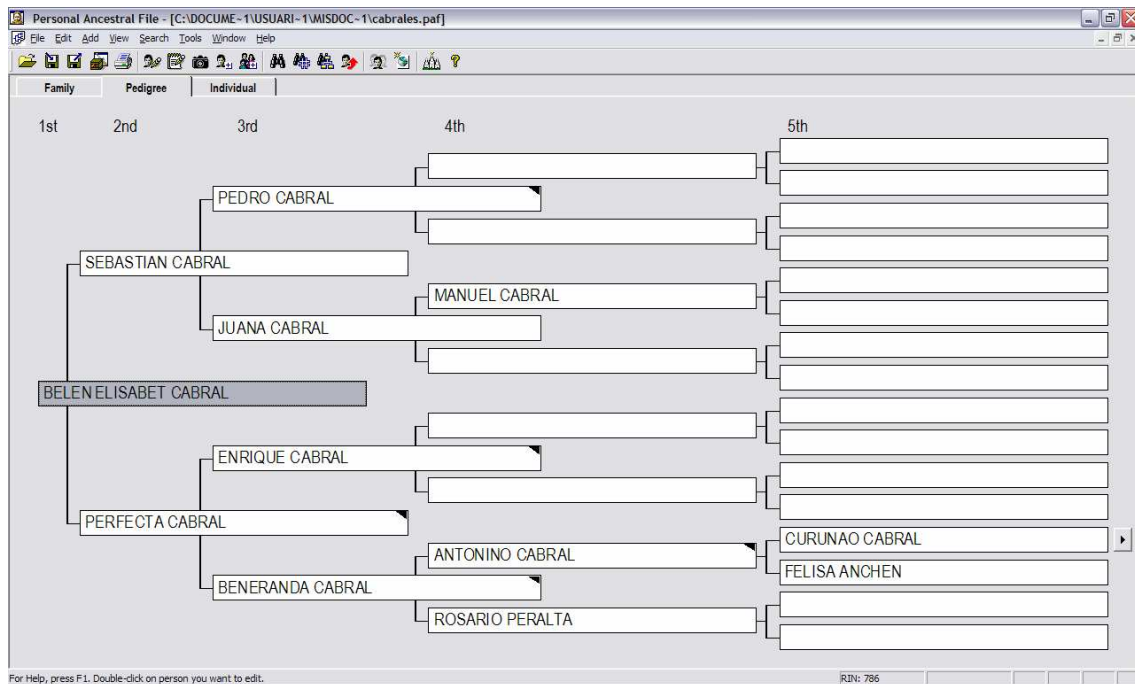 Personal Ancestral File - [C:\DOCUME~1\USUARI~1\MISDOC~1\cabrales.paf]
File Edit Add View Search Tools Window Help
Family Pedigree Individual
1st 2nd 3rd 4th 5th
PEDRO CABRAL
SEBASTIAN CABRAL
MANUEL CABRAL
JUANA CABRAL
BELEN ELISABET CABRAL
ENRIQUE CABRAL
PERFECTA CABRAL
CURUNAO CABRAL
ANTONINO CABRAL
FELISA ANCHEN
BENERANDA CABRAL
ROSARIO PERALTA
For Help, press F1. Double-click on person you want to edit. RIN: 786